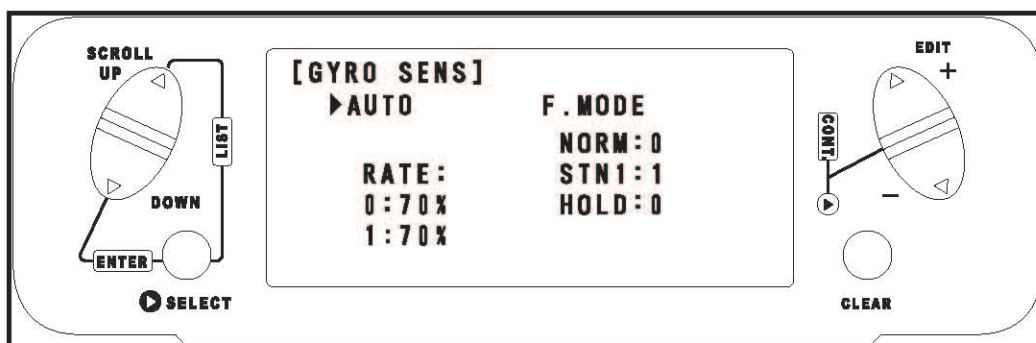 SCROLL
UP
LIST
DOWN
ENTER
▶ SELECT
[GYRO SENS]
▶AUTO
RATE:
0:70%
1:70%
F.MODE
NORM:0
STN1:1
HOLD:0
EDIT
+
CONT.
▶
−
CLEAR